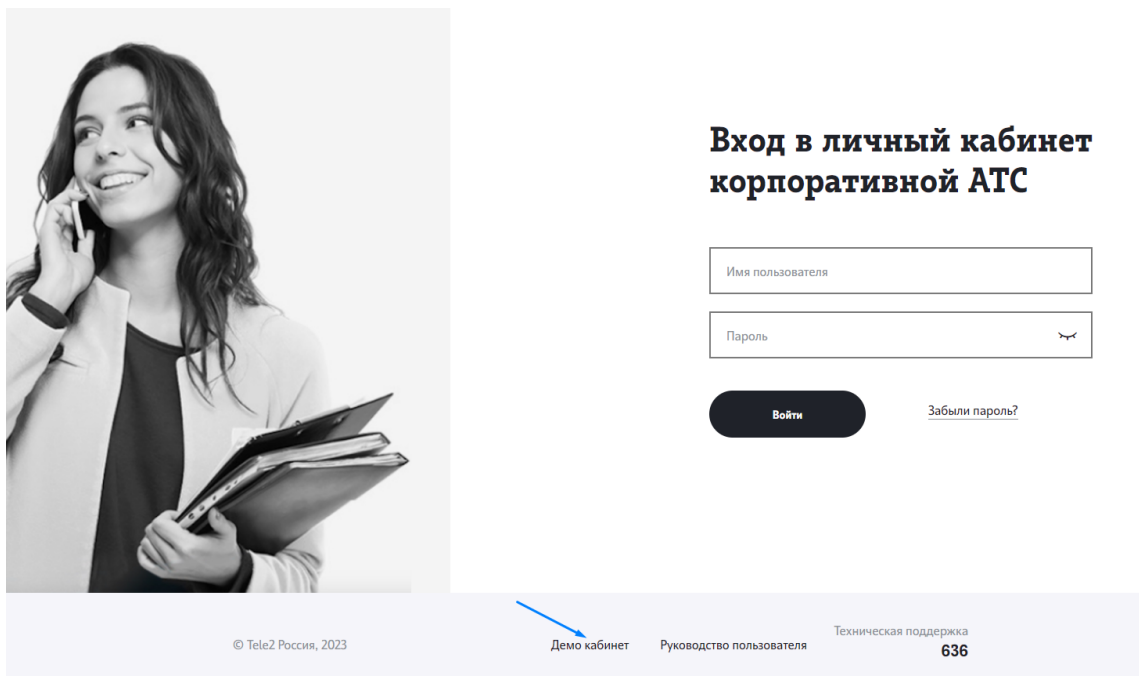 Вход в личный кабинет
корпоративной АТС
Имя пользователя
Пароль
Войти
Забыли пароль?
© Tele2 Россия, 2023
Демо кабинет
Руководство пользователя
Техническая поддержка
636